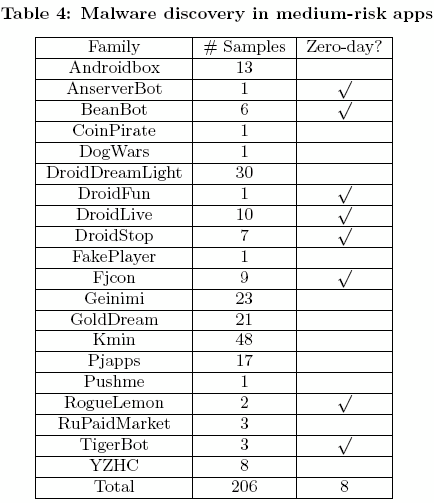 Table 4: Malware discovery in medium-risk apps
Family # Samples Zero-day?
Androidbox 13
AnserverBot 1 √
BeanBot 6 √
CoinPirate 1
DogWars 1
DroidDreamLight 30
DroidFun 1 √
DroidLive 10 √
DroidStop 7 √
FakePlayer 1
Fjcon 9 √
Geinimi 23
GoldDream 21
Kmin 48
Pjapps 17
Pushme 1
RogueLemon 2 √
RuPaidMarket 3
TigerBot 3 √
YZHC 8
Total 206 8